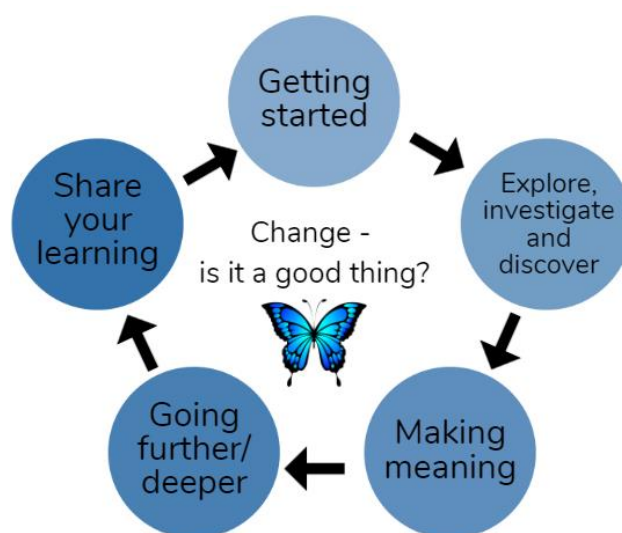 Getting
started
Explore,
investigate
and
discover
Making
meaning
Going
further/
deeper
Share
your
learning
Change -
is it a good thing?